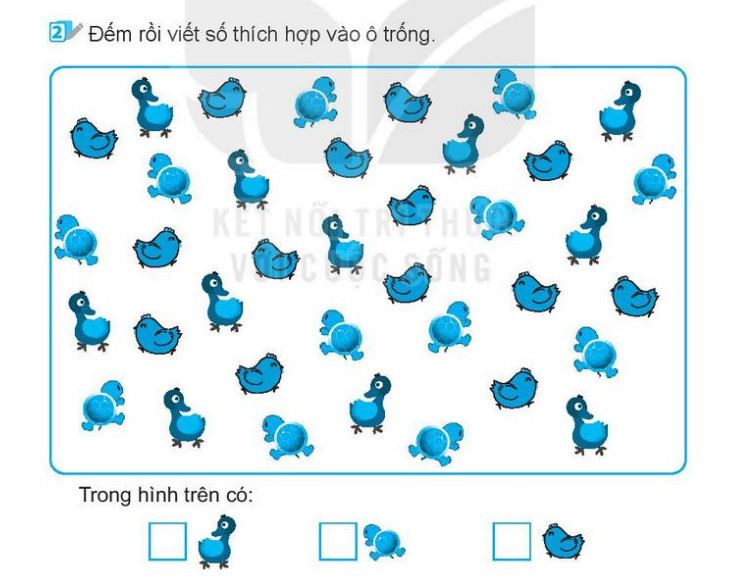 2 Đếm rồi viết số thích hợp vào ô trống.
KẾT NỐI TRI THỨC
VỚI CUỘC SỐNG
Trong hình trên có: